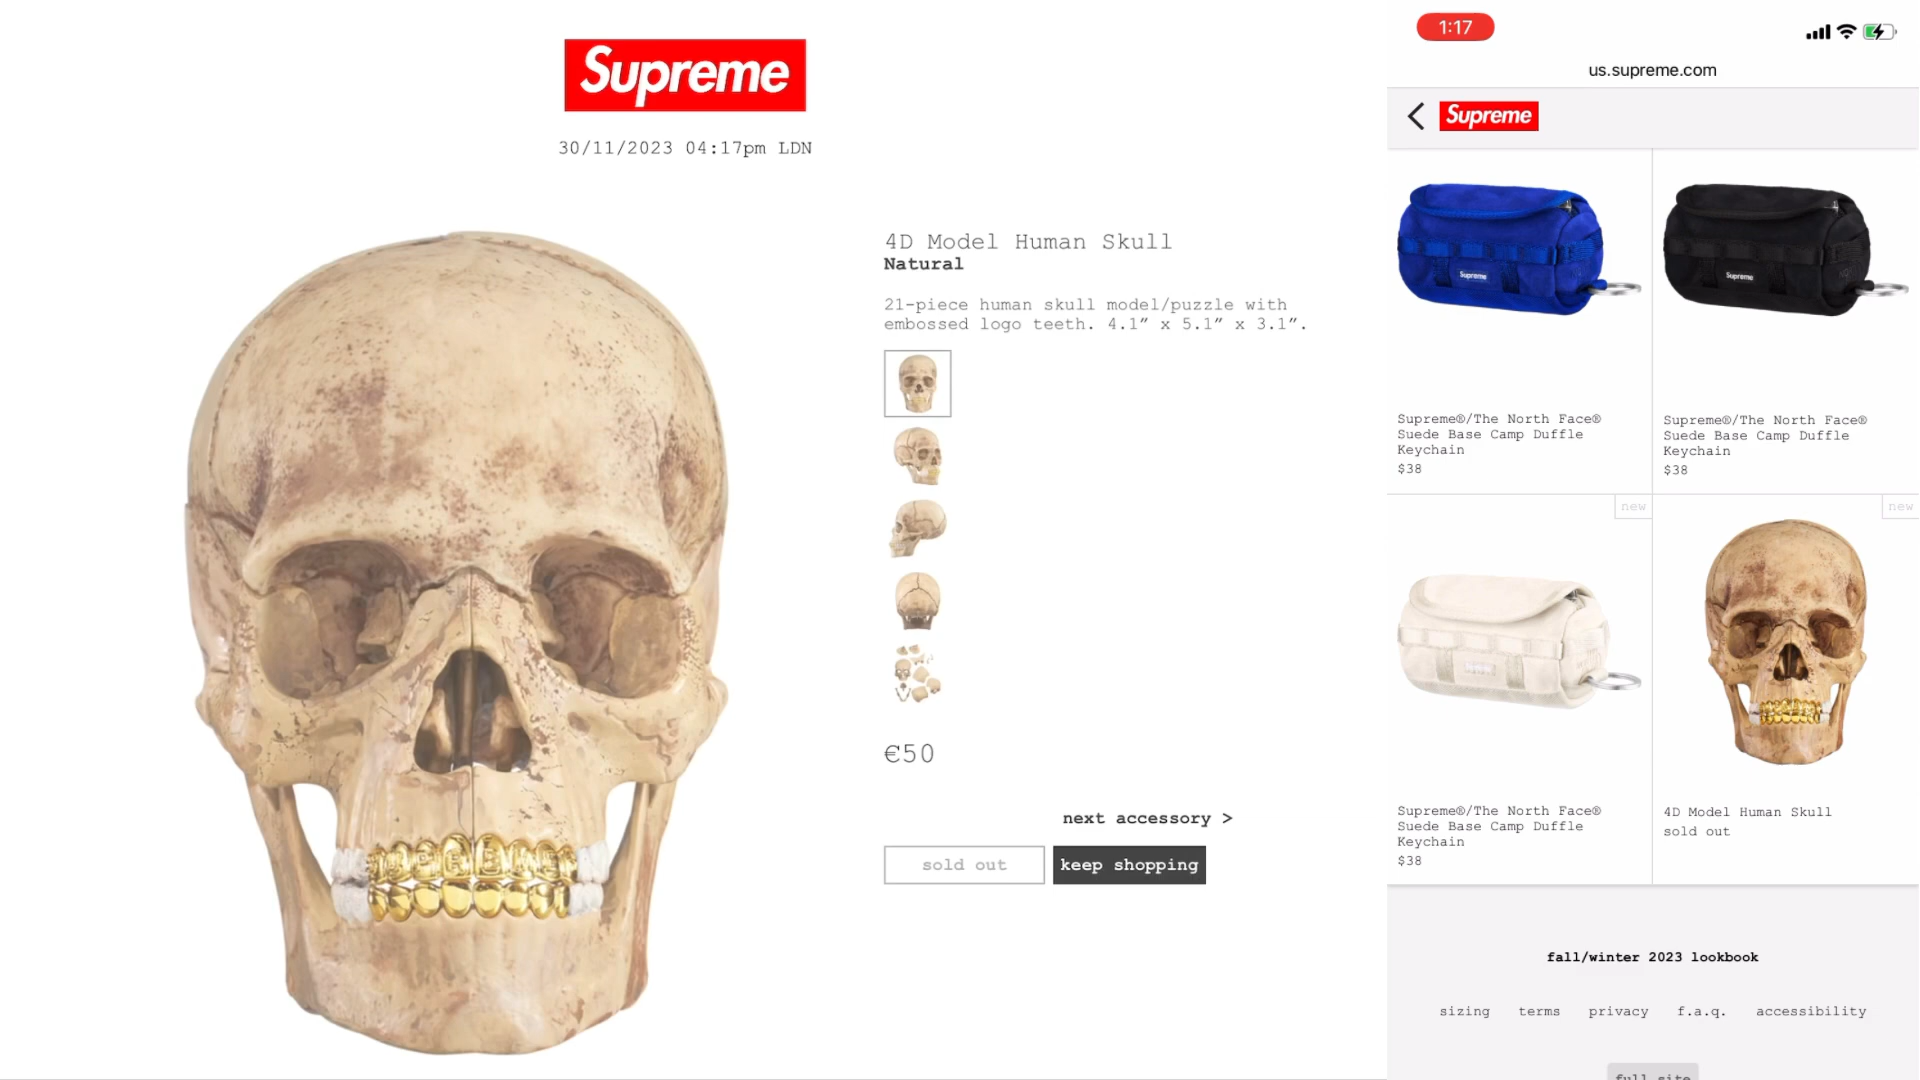 Supreme
30/11/2023 04:17pm LDN
4D Model Human Skull
Natural
21-piece human skull model/puzzle with
embossed logo teeth. 4.1” x 5.1” x 3.1”.
€50
next accessory >
sold out
keep shopping
1:17
us.supreme.com
Supreme
Supreme
Supreme
Supreme®/The North Face®
Suede Base Camp Duffle
Keychain
$38
Supreme®/The North Face®
Suede Base Camp Duffle
Keychain
$38
new
new
Supreme®/The North Face®
Suede Base Camp Duffle
Keychain
$38
4D Model Human Skull
sold out
fall/winter 2023 lookbook
sizing terms privacy f.a.q. accessibility
full site